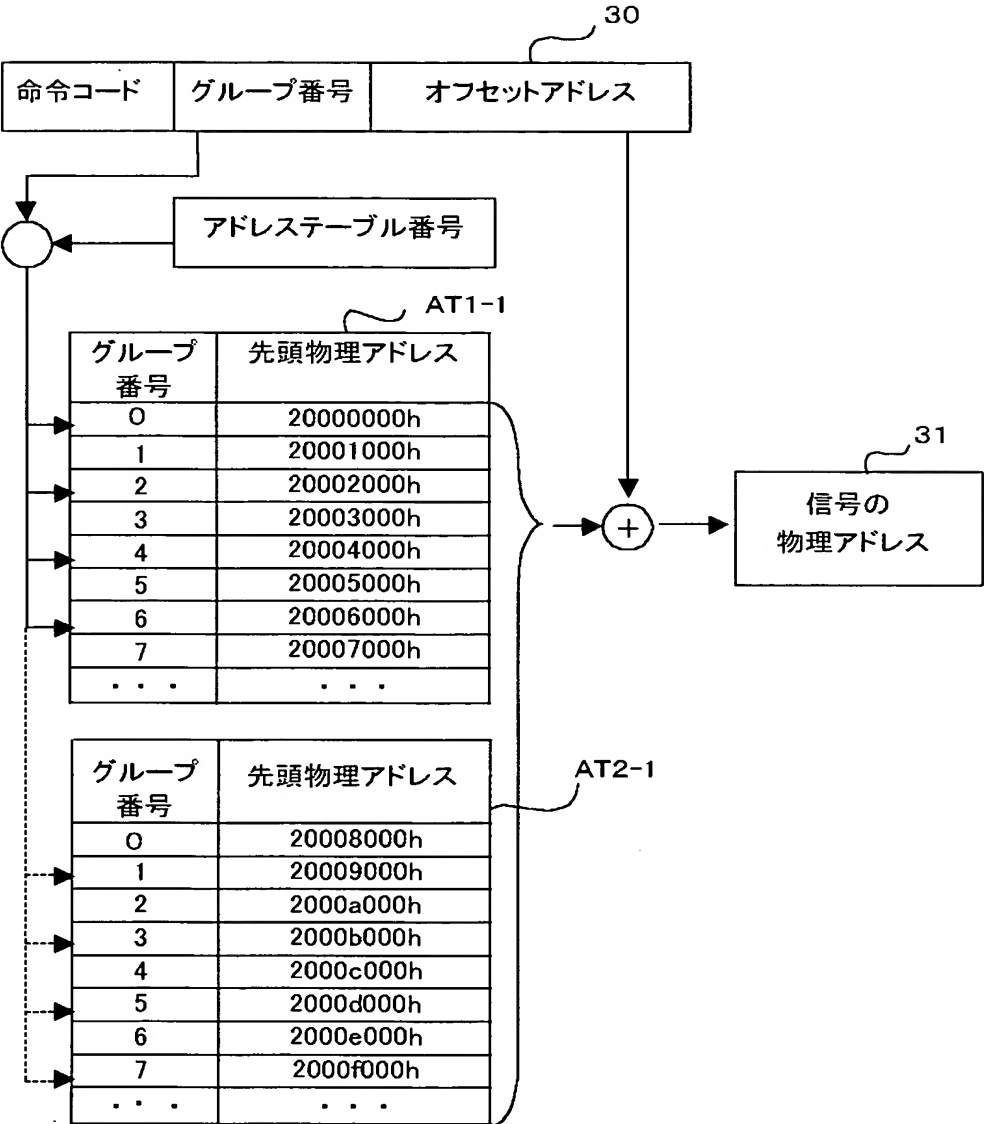 30
命令コード グループ番号 オフセットアドレス
アドレステーブル番号
AT1-1
グループ 先頭物理アドレス
番号
0 20000000h
1 20001000h
2 20002000h
3 20003000h
4 20004000h
5 20005000h
6 20006000h
7 20007000h
・・・ ・・・
+
31
信号の
物理アドレス
AT2-1
グループ 先頭物理アドレス
番号
0 20008000h
1 20009000h
2 2000a000h
3 2000b000h
4 2000c000h
5 2000d000h
6 2000e000h
7 2000f000h
・・・ ・・・